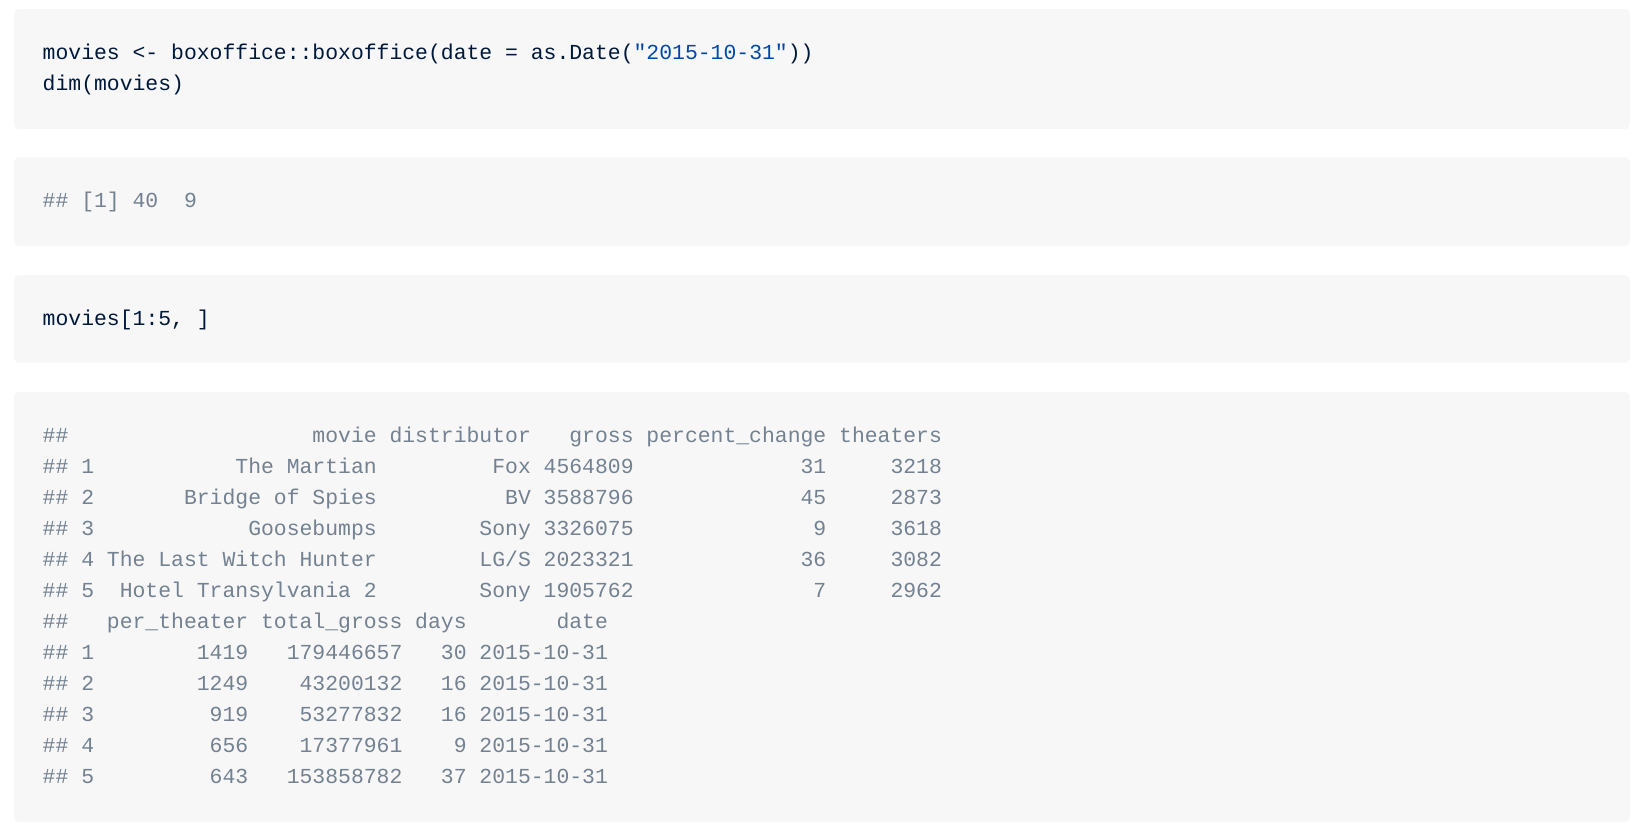 movies <- boxoffice::boxoffice(date = as.Date("2015-10-31"))
dim(movies)
## [1] 40  9
movies[1:5, ]
##                   movie distributor   gross percent_change theaters
## 1           The Martian         Fox 4564809             31     3218
## 2       Bridge of Spies          BV 3588796             45     2873
## 3            Goosebumps        Sony 3326075              9     3618
## 4 The Last Witch Hunter        LG/S 2023321             36     3082
## 5  Hotel Transylvania 2        Sony 1905762              7     2962
##   per_theater total_gross days       date
## 1        1419   179446657   30 2015-10-31
## 2        1249    43200132   16 2015-10-31
## 3         919    53277832   16 2015-10-31
## 4         656    17377961    9 2015-10-31
## 5         643   153858782   37 2015-10-31